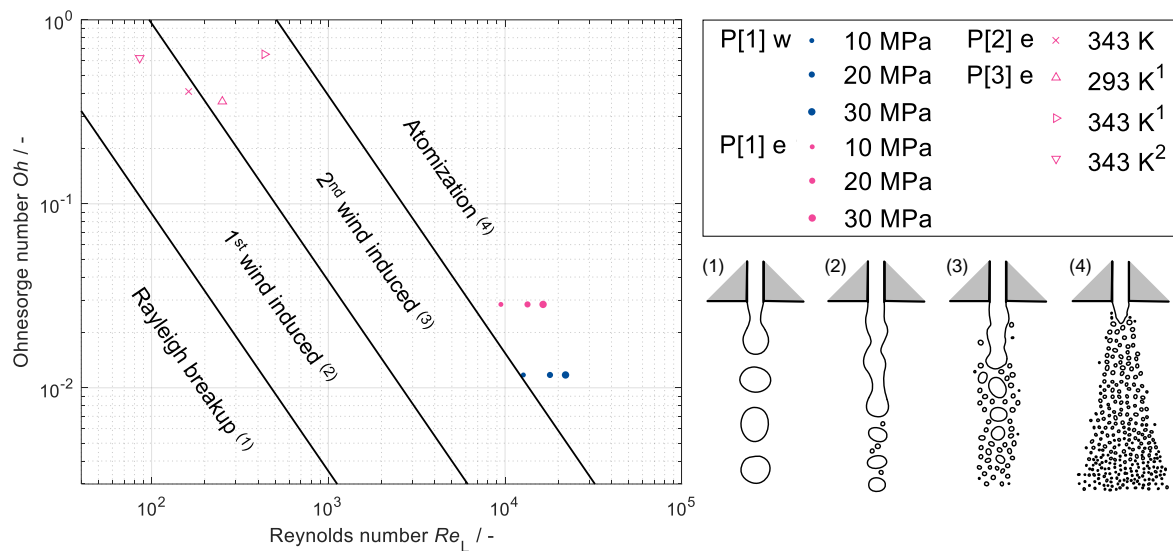 10⁰
10⁻¹
10⁻²
Ohnesorge number Oh / -
10² 10³ 10⁴ 10⁵
Reynolds number Re_L / -
Rayleigh breakup (1)
1st wind induced (2)
2nd wind induced (3)
Atomization (4)
P[1] w 10 MPa P[2] e 343 K
20 MPa P[3] e 293 K¹
30 MPa 343 K¹
P[1] e 10 MPa 343 K²
20 MPa
30 MPa
(1) (2) (3) (4)